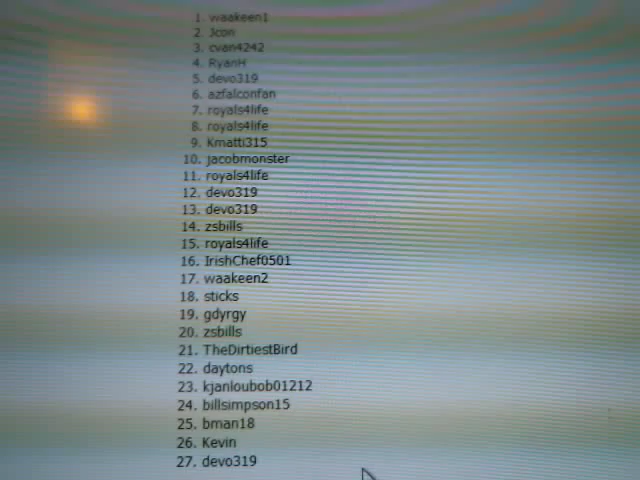 1. waakeen1
2. Jcon
3. cvan4242
4. RyanH
5. devo319
6. azfalconfan
7. royals4life
8. royals4life
9. Kmatti315
10. jacobmonster
11. royals4life
12. devo319
13. devo319
14. zsbills
15. royals4life
16. IrishChef0501
17. waakeen2
18. sticks
19. gdyrgy
20. zsbills
21. TheDirtiestBird
22. daytons
23. kjanloubob01212
24. billsimpson15
25. bman18
26. Kevin
27. devo319